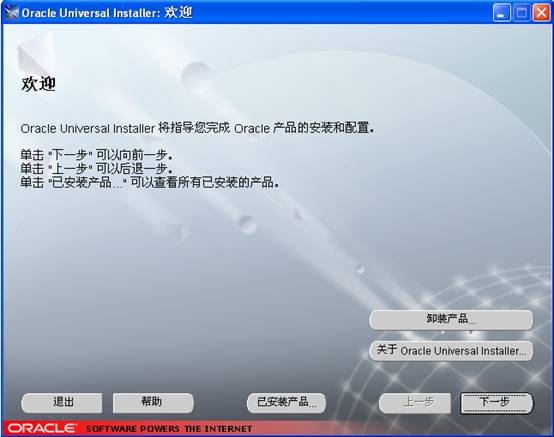 Oracle Universal Installer: 欢迎
欢迎
Oracle Universal Installer 将指导您完成 Oracle 产品的安装和配置。
单击 "下一步" 可以向前一步。
单击 "上一步" 可以后退一步。
单击 "已安装产品..." 可以查看所有已安装的产品。
卸装产品...
关于 Oracle Universal Installer...
退出 帮助 已安装产品... 上一步 下一步
ORACLE SOFTWARE POWERS THE INTERNET